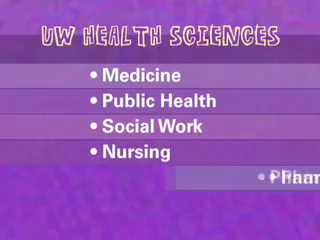 UW HEALTH SCIENCES
• Medicine
• Public Health
• Social Work
• Nursing